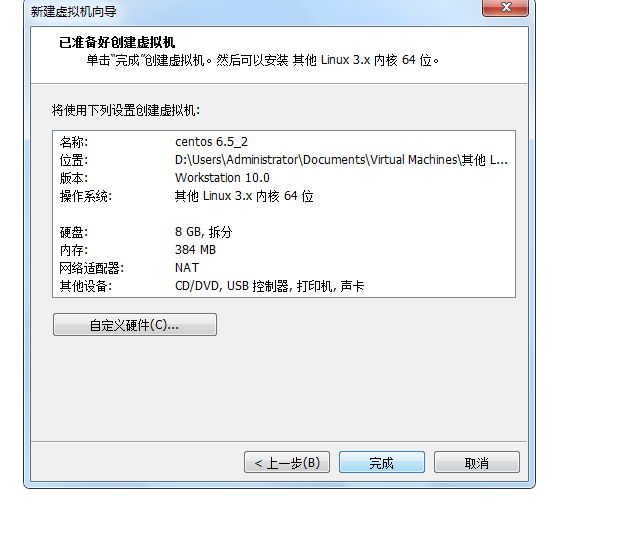 新建虚拟机向导
已准备好创建虚拟机
单击“完成”创建虚拟机。然后可以安装 其他 Linux 3.x 内核 64 位。
将使用下列设置创建虚拟机:
名称: centos 6.5_2
位置: D:\Users\Administrator\Documents\Virtual Machines\其他 L...
版本: Workstation 10.0
操作系统: 其他 Linux 3.x 内核 64 位
硬盘: 8 GB, 拆分
内存: 384 MB
网络适配器: NAT
其他设备: CD/DVD, USB 控制器, 打印机, 声卡
自定义硬件(C)...
< 上一步(B) 完成 取消